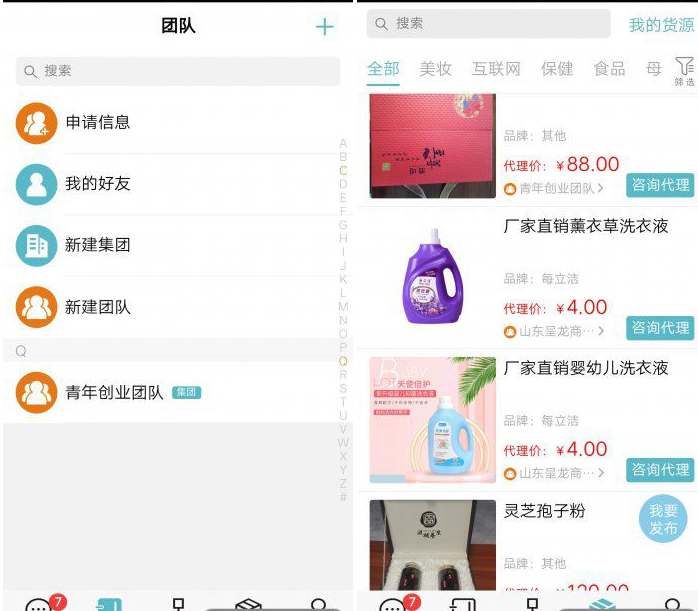 团队
搜索
申请信息
我的好友
新建集团
新建团队
Q
青年创业团队 集团
A
B
C
D
E
F
G
H
I
J
K
L
M
N
O
P
Q
R
S
T
U
V
W
X
Y
Z
#
7
搜索 我的货源
全部 美妆 互联网 保健 食品 母
筛选
品牌：其他
代理价：￥88.00
青年创业团队
咨询代理
厂家直销薰衣草洗衣液
品牌：每立洁
代理价：￥4.00
山东呈龙商…
咨询代理
厂家直销婴幼儿洗衣液
天使倍护
品牌：每立洁
代理价：￥4.00
山东呈龙商…
咨询代理
灵芝孢子粉
我要
发布
品牌：其他
7